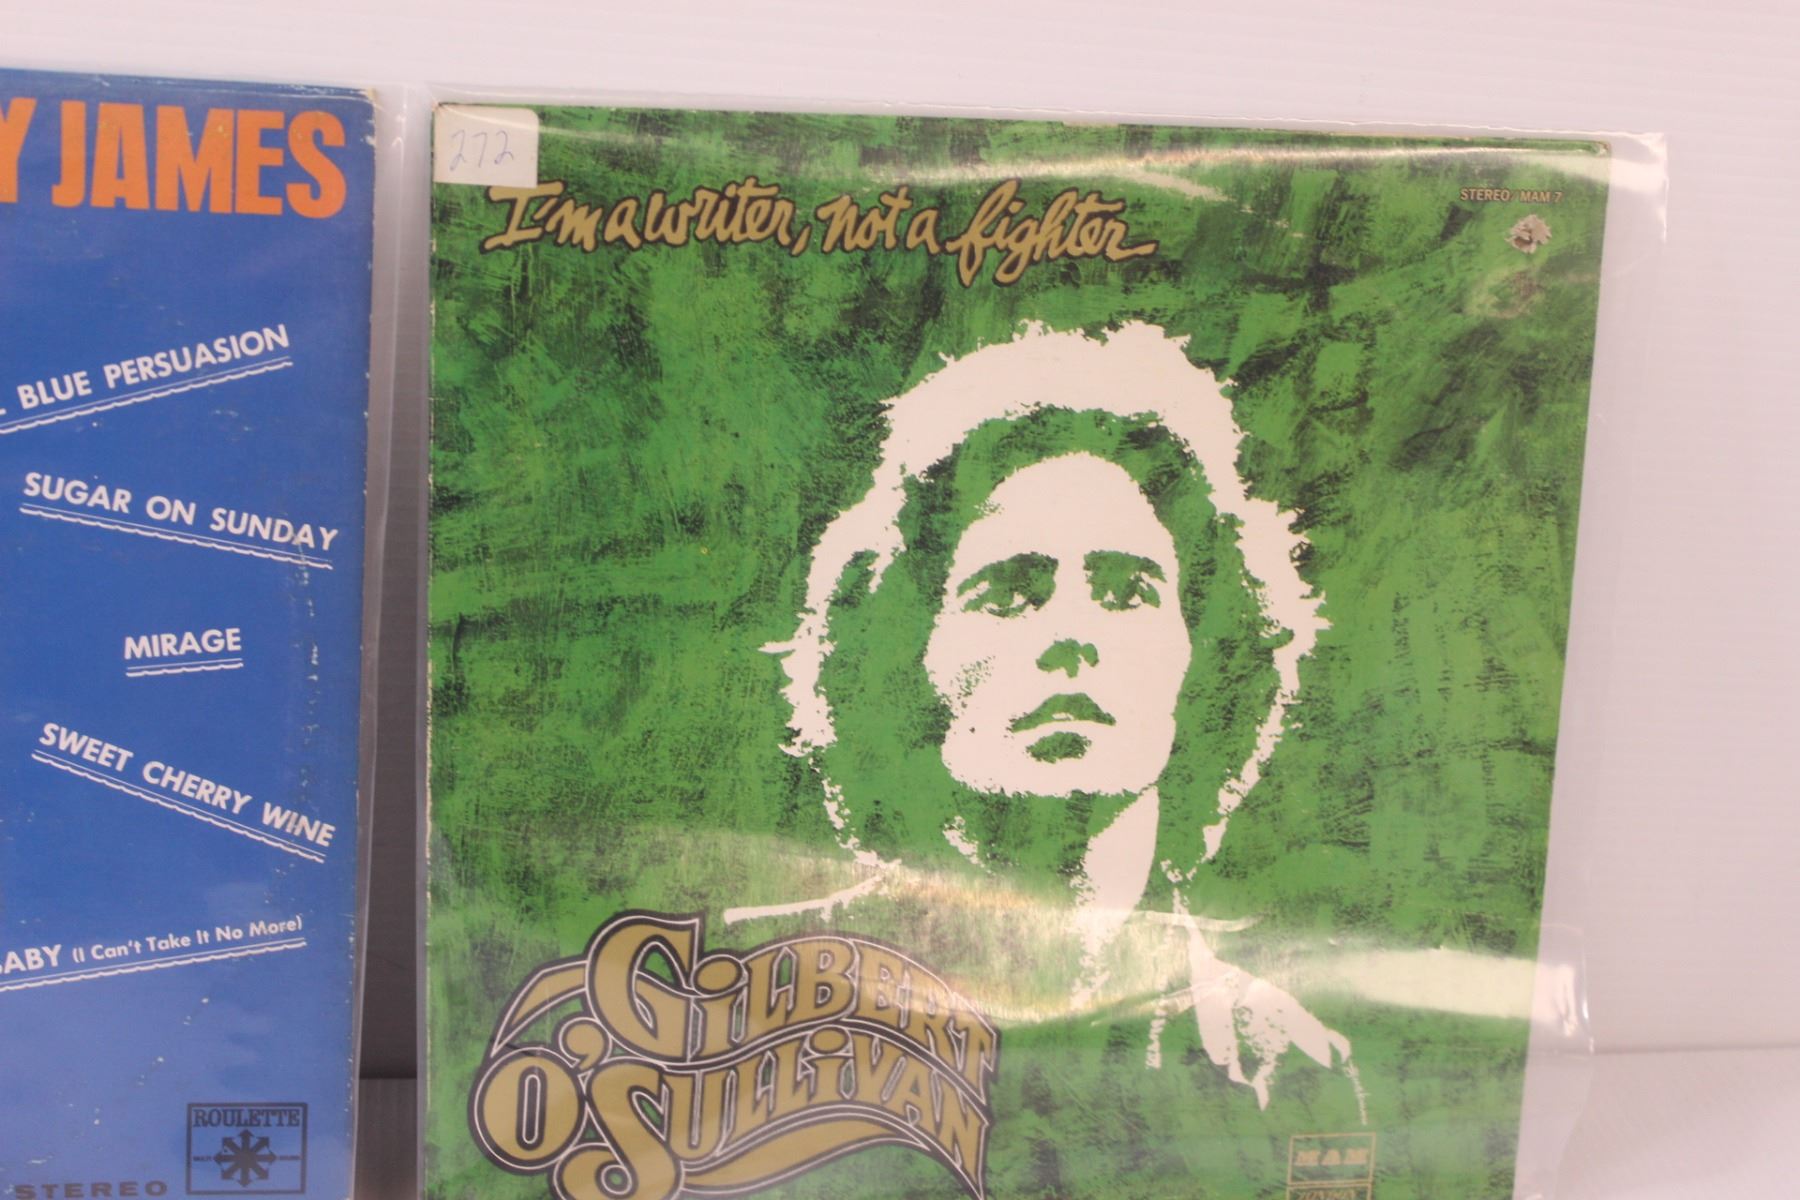 Y JAMES
BLUE PERSUASION
SUGAR ON SUNDAY
MIRAGE
SWEET CHERRY WINE
BABY (I Can't Take It No More)
ROULETTE
STEREO
272
I'm a writer, not a fighter
STEREO/MAM 7
GiLBERT
O'SULLiVAN
MAM